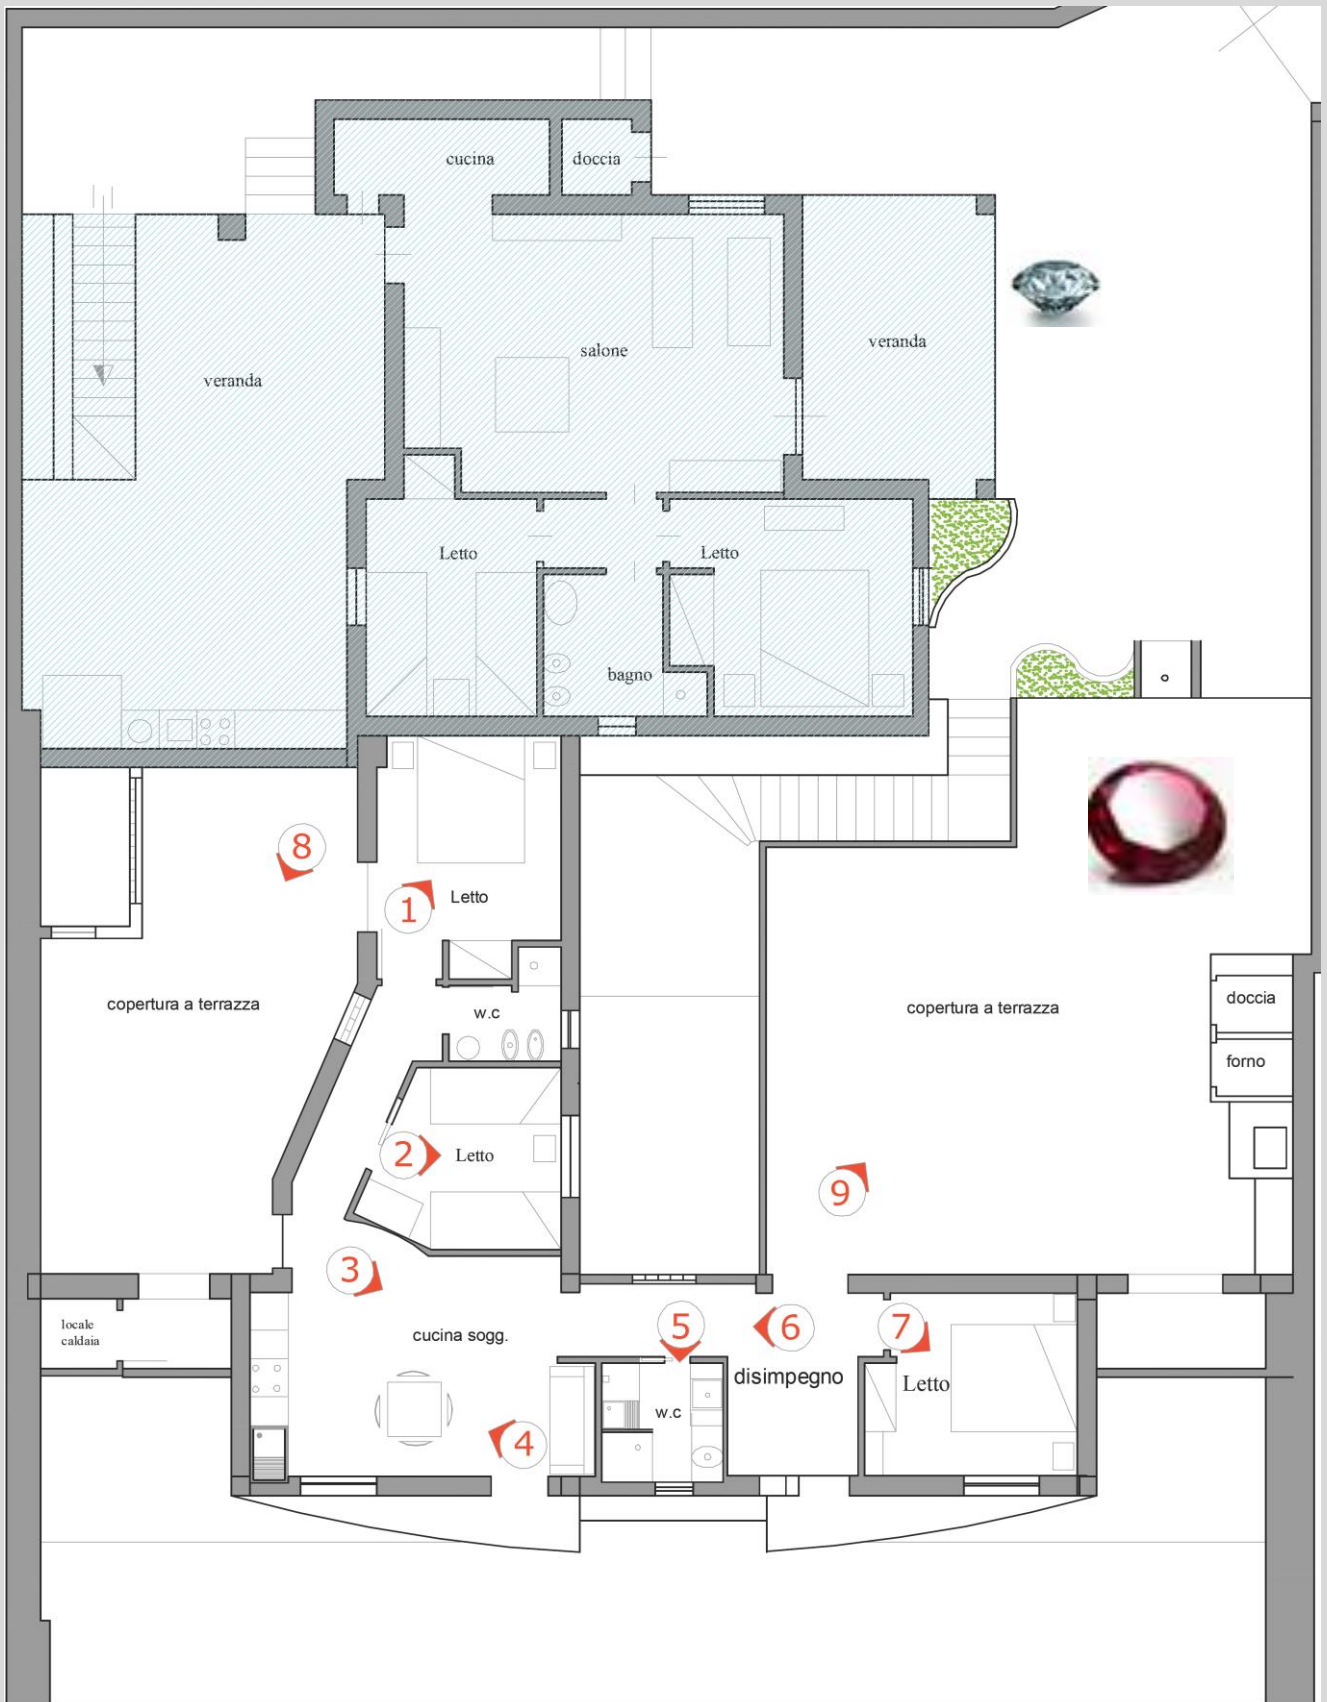 cucina
doccia
salone
veranda
veranda
Letto
Letto
bagno
8
1
Letto
copertura a terrazza
w.c
copertura a terrazza
doccia
forno
2
Letto
9
3
locale
caldaia
cucina sogg.
5
6
7
disimpegno
Letto
w.c
4